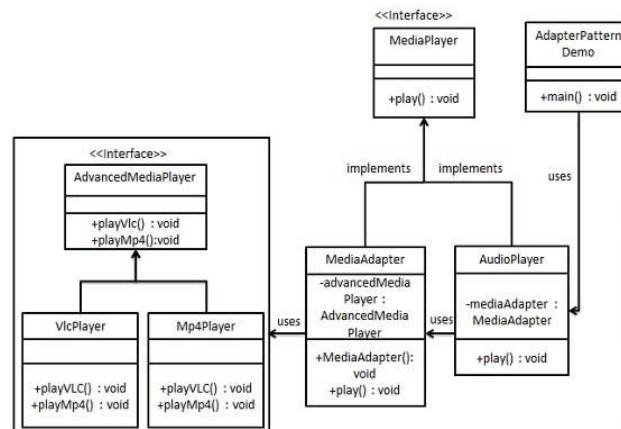 <<Interface>>
MediaPlayer
+play() : void
AdapterPattern
Demo
+main() : void
implements
implements
uses
<<Interface>>
AdvancedMediaPlayer
+playVlc() : void
+playMp4():void
VlcPlayer
+playVLC() : void
+playMp4() : void
Mp4Player
+playVLC() : void
+playMp4() : void
uses
MediaAdapter
-advancedMedia
Player :
AdvancedMedia
Player
+MediaAdapter():
void
+play() : void
uses
AudioPlayer
-mediaAdapter :
MediaAdapter
+play() : void